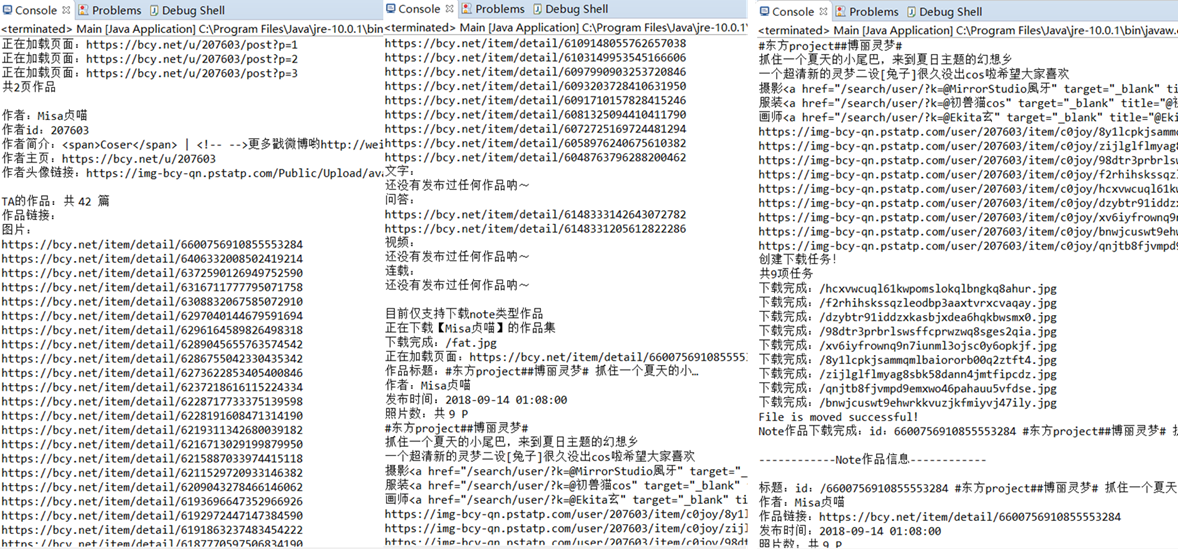 Console Problems Debug Shell
<terminated> Main [Java Application] C:\Program Files\Java\jre-10.0.1\
正在加载页面：https://bcy.net/u/207603/post?p=1
正在加载页面：https://bcy.net/u/207603/post?p=2
正在加载页面：https://bcy.net/u/207603/post?p=3
共2页作品
作者：Misa贞喵
作者id：207603
作者简介：<span>Coser</span> | <!-- -->更多戳微博哟http://wei
作者主页：https://bcy.net/u/207603
作者头像链接：https://img-bcy-qn.pstatp.com/Public/Upload/ava
TA的作品：共 42 篇
作品链接：
图片：
https://bcy.net/item/detail/6600756910855553284
https://bcy.net/item/detail/6406332008502419214
https://bcy.net/item/detail/6372590126949752590
https://bcy.net/item/detail/6316711777795071758
https://bcy.net/item/detail/6308832067585072910
https://bcy.net/item/detail/6297040144679591694
https://bcy.net/item/detail/6296164589826498318
https://bcy.net/item/detail/6289045655763574542
https://bcy.net/item/detail/6286755042330435342
https://bcy.net/item/detail/6273622853405400846
https://bcy.net/item/detail/6237218616115224334
https://bcy.net/item/detail/6228717733375139598
https://bcy.net/item/detail/6228191608471314190
https://bcy.net/item/detail/6219311342680039182
https://bcy.net/item/detail/6216713029199879950
https://bcy.net/item/detail/6215887033974415118
https://bcy.net/item/detail/6211529720933146382
https://bcy.net/item/detail/6209043278466146062
https://bcy.net/item/detail/6193696647352966926
https://bcy.net/item/detail/6192972447147384590
https://bcy.net/item/detail/6191863237483454222
https://bcy.net/item/detail/6187770597506834190
Console Problems Debug Shell
<terminated> Main [Java Application] C:\Program Files\Java\jre-10.0.1\
https://bcy.net/item/detail/6109148055762657038
https://bcy.net/item/detail/6103149953545166606
https://bcy.net/item/detail/6097990903253720846
https://bcy.net/item/detail/6093203728410631950
https://bcy.net/item/detail/6091710157828415246
https://bcy.net/item/detail/6081325094410411790
https://bcy.net/item/detail/6072725169724481294
https://bcy.net/item/detail/6058976240675610382
https://bcy.net/item/detail/6048763796288200462
文字：
还没有发布过任何作品呐～
问答：
https://bcy.net/item/detail/6148333142643072782
https://bcy.net/item/detail/6148331205612822286
视频：
还没有发布过任何作品呐～
连载：
还没有发布过任何作品呐～
目前仅支持下载note类型作品
正在下载【Misa贞喵】的作品集
下载完成：/fat.jpg
正在加载页面：https://bcy.net/item/detail/66007569108555532
作品标题：#东方project##博丽灵梦# 抓住一个夏天的小…
作者：Misa贞喵
发布时间：2018-09-14 01:08:00
照片数：共 9 P
#东方project##博丽灵梦#
抓住一个夏天的小尾巴，来到夏日主题的幻想乡
一个超清新的灵梦二设[兔子]很久没出cos啦希望大家喜欢
摄影<a href="/search/user/?k=@MirrorStudio風牙" target="_
服装<a href="/search/user/?k=@初兽猫cos" target="_blank"
画师<a href="/search/user/?k=@Ekita玄" target="_blank" ti
https://img-bcy-qn.pstatp.com/user/207603/item/c0joy/8y1l
https://img-bcy-qn.pstatp.com/user/207603/item/c0joy/zijl
https://img-bcy-qn.pstatp.com/user/207603/item/c0joy/98dt
Console Problems Debug Shell
<terminated> Main [Java Application] C:\Program Files\Java\jre-10.0.1\bin\javaw.e
#东方project##博丽灵梦#
抓住一个夏天的小尾巴，来到夏日主题的幻想乡
一个超清新的灵梦二设[兔子]很久没出cos啦希望大家喜欢
摄影<a href="/search/user/?k=@MirrorStudio風牙" target="_blank" ti
服装<a href="/search/user/?k=@初兽猫cos" target="_blank" title="@初
画师<a href="/search/user/?k=@Ekita玄" target="_blank" title="@Eki
https://img-bcy-qn.pstatp.com/user/207603/item/c0joy/8y1lcpkjsammq
https://img-bcy-qn.pstatp.com/user/207603/item/c0joy/zijlglflmyag8
https://img-bcy-qn.pstatp.com/user/207603/item/c0joy/98dtr3prbrlsw
https://img-bcy-qn.pstatp.com/user/207603/item/c0joy/f2rhihskssqzl
https://img-bcy-qn.pstatp.com/user/207603/item/c0joy/hcxvwcuql61kw
https://img-bcy-qn.pstatp.com/user/207603/item/c0joy/dzybtr91iddzx
https://img-bcy-qn.pstatp.com/user/207603/item/c0joy/xv6iyfrownq9n
https://img-bcy-qn.pstatp.com/user/207603/item/c0joy/bnwjcuswt9ehw
https://img-bcy-qn.pstatp.com/user/207603/item/c0joy/qnjtb8fjvmpd9
创建下载任务！
共9项任务
下载完成：/hcxvwcuql61kwpomslokqlbngkq8ahur.jpg
下载完成：/f2rhihskssqzleodbp3aaxtvrxcvaqay.jpg
下载完成：/dzybtr91iddzxkasbjxdea6hqkbwsmx0.jpg
下载完成：/98dtr3prbrlswsffcprwzwq8sges2qia.jpg
下载完成：/xv6iyfrownq9n7iunml3ojsc0y6opkjf.jpg
下载完成：/8y1lcpkjsammqmlbaiororb00q2ztft4.jpg
下载完成：/zijlglflmyag8sbk58dann4jmtfipcdz.jpg
下载完成：/qnjtb8fjvmpd9emxwo46pahauu5vfdse.jpg
下载完成：/bnwjcuswt9ehwrkkvuzjkfmiyvj47ily.jpg
File is moved successful!
Note作品下载完成：id：6600756910855553284 #东方project##博丽灵梦# 抓
------------Note作品信息------------
标题：id：/6600756910855553284 #东方project##博丽灵梦# 抓住一个夏天
作者：Misa贞喵
作品链接：https://bcy.net/item/detail/6600756910855553284
发布时间：2018-09-14 01:08:00
照片数：共 9 P